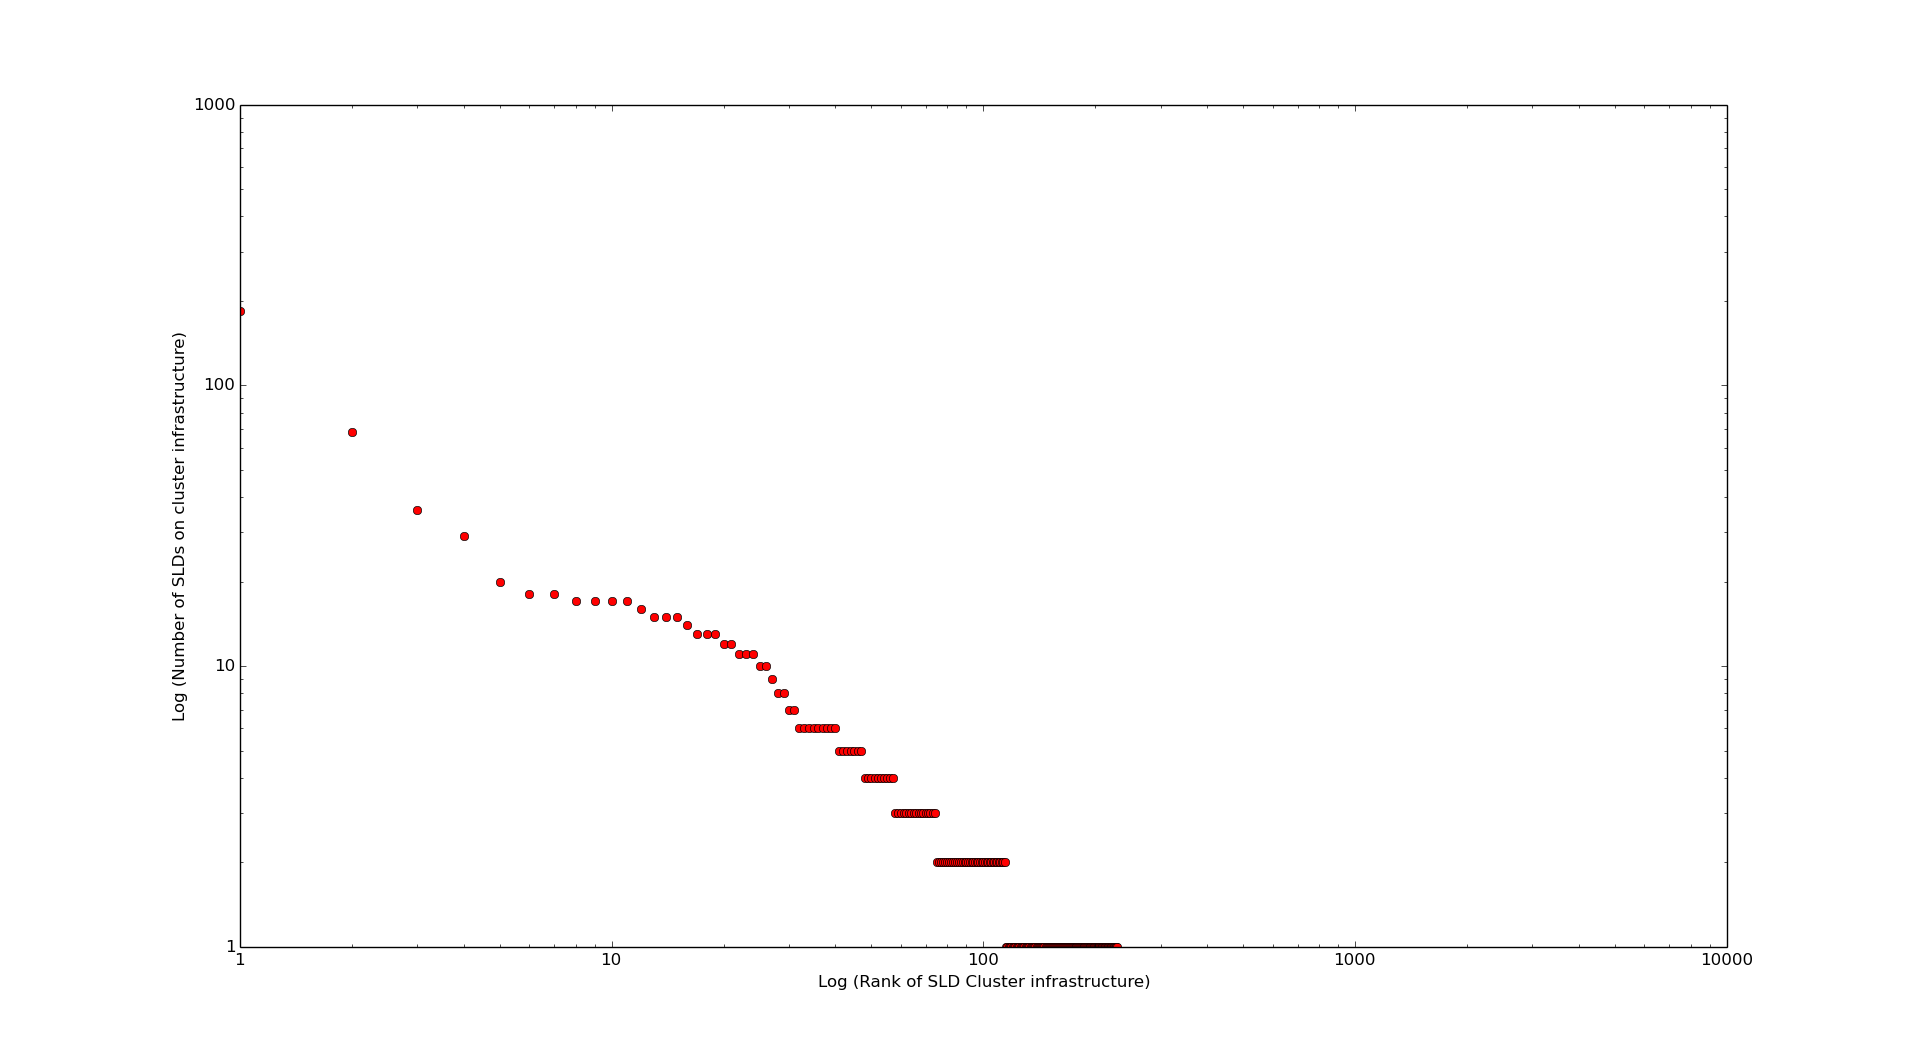 1000
100
10
1
1 10 100 1000 10000
Log (Number of SLDs on cluster infrastructure)
Log (Rank of SLD Cluster infrastructure)